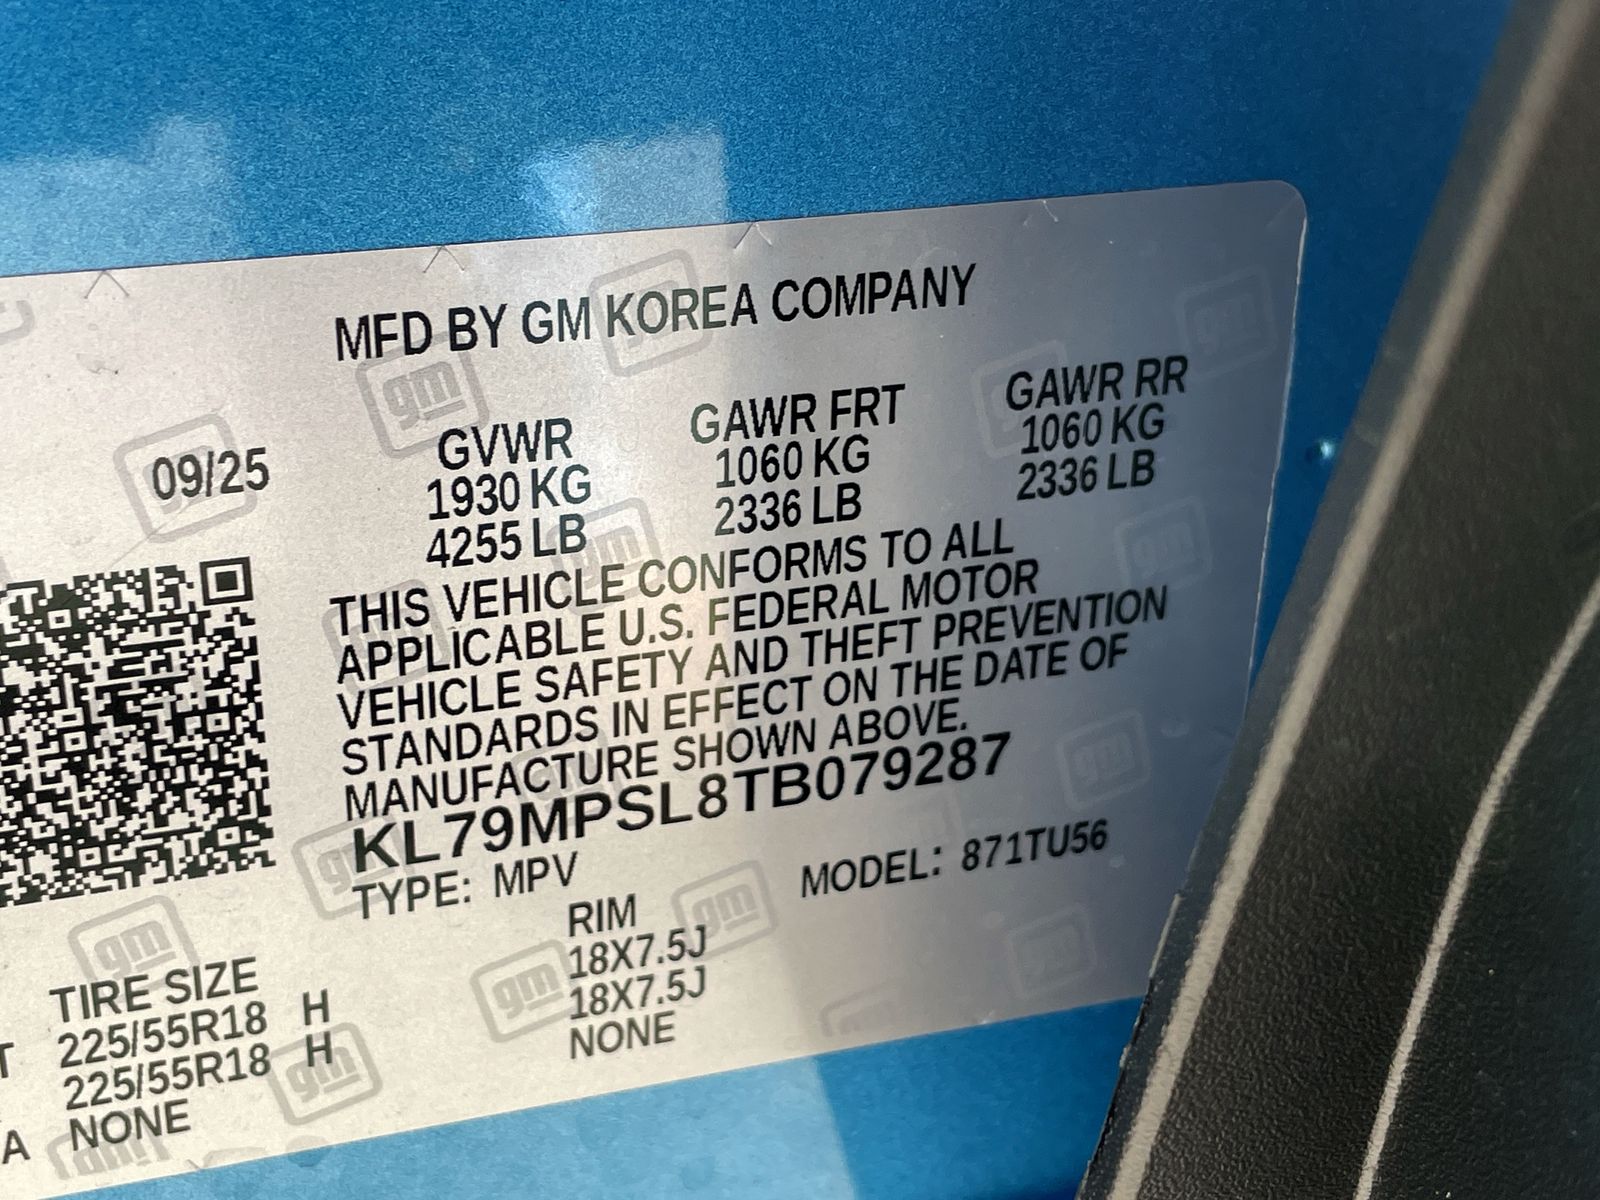 MFD BY GM KOREA COMPANY
09/25
GVWR GAWR FRT GAWR RR
1930 KG 1060 KG 1060 KG
4255 LB 2336 LB 2336 LB
THIS VEHICLE CONFORMS TO ALL
APPLICABLE U.S. FEDERAL MOTOR
VEHICLE SAFETY AND THEFT PREVENTION
STANDARDS IN EFFECT ON THE DATE OF
MANUFACTURE SHOWN ABOVE.
KL79MPSL8TB079287
TYPE: MPV MODEL: 871TU56
TIRE SIZE RIM
T 225/55R18 H 18X7.5J
225/55R18 H 18X7.5J
A NONE NONE
gm